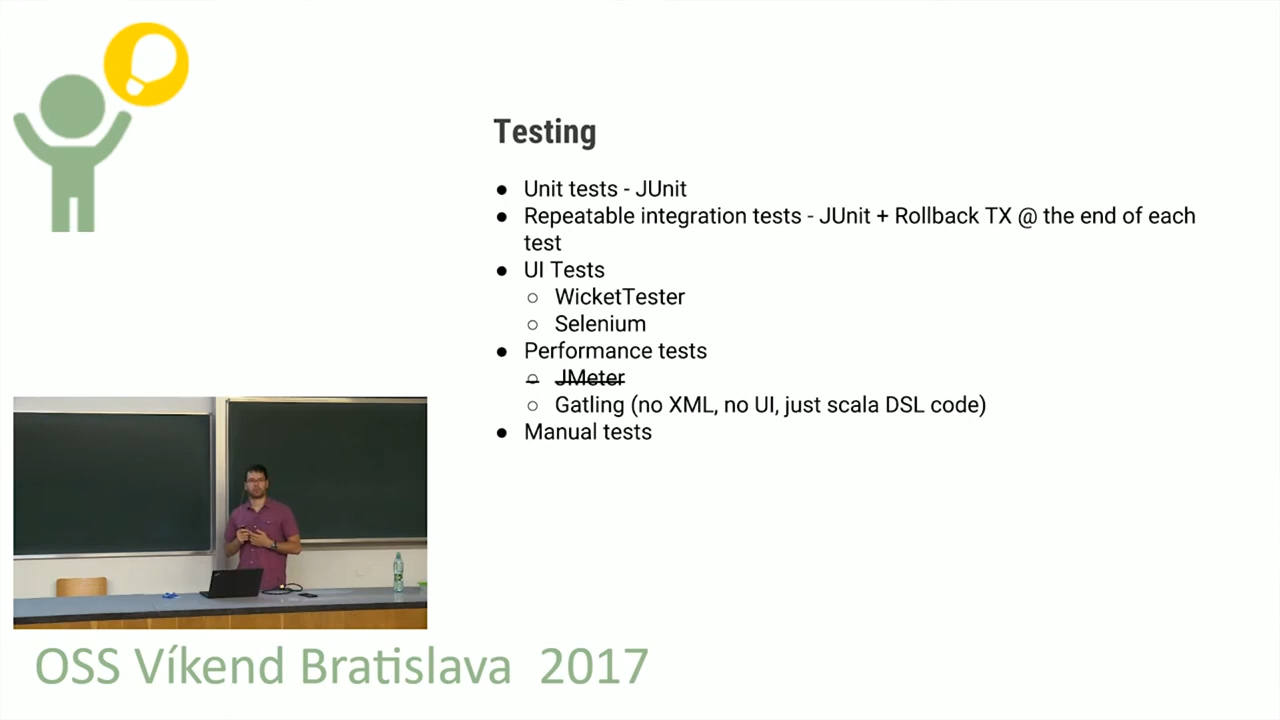 Testing
● Unit tests - JUnit
● Repeatable integration tests - JUnit + Rollback TX @ the end of each
test
● UI Tests
○ WicketTester
○ Selenium
● Performance tests
○ JMeter
○ Gatling (no XML, no UI, just scala DSL code)
● Manual tests
OSS Víkend Bratislava 2017